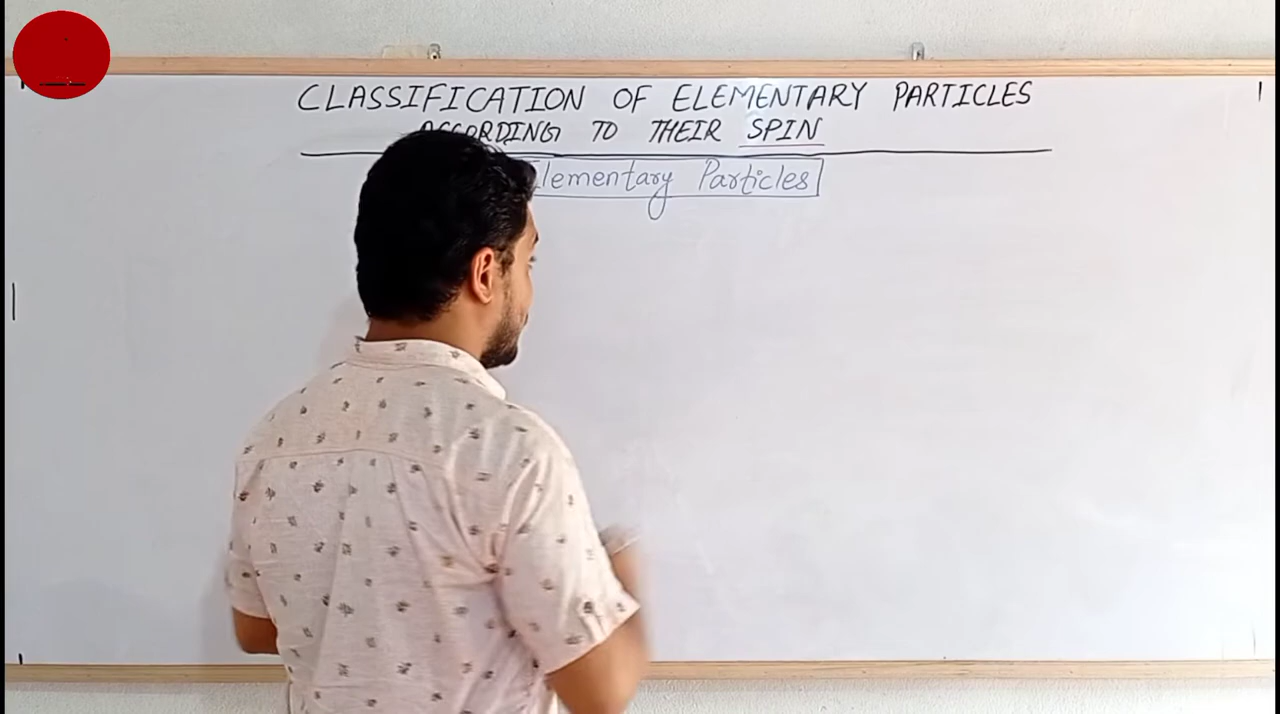 CLASSIFICATION OF ELEMENTARY PARTICLES
ACCORDING TO THEIR SPIN
Elementary Particles